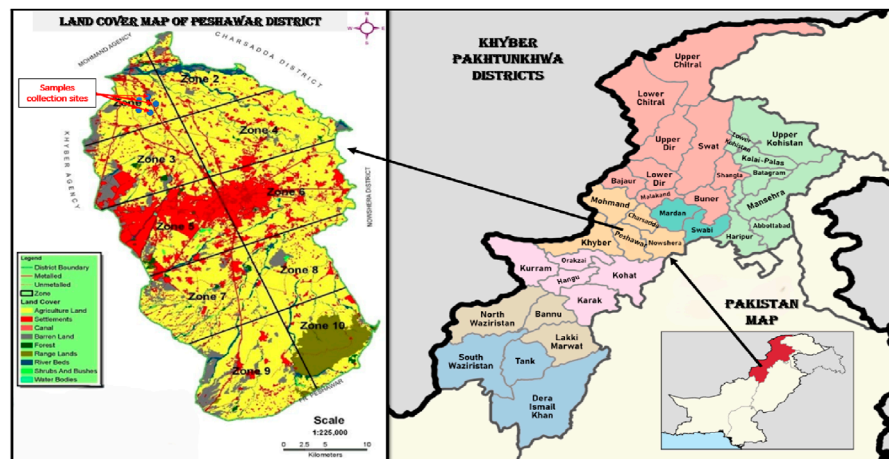 LAND COVER MAP OF PESHAWAR DISTRICT
N
W
E
S
MOHMAND AGENCY
CHARSADDA DISTRICT
Samples
collection sites
Zone
Zone 2
Zone 4
Zone 3
KHYBER AGENCY
Zone 6
NOWSHERA DISTRICT
Zone 5
Zone 8
Zone 7
Zone 10
Zone 9
Legend
District Boundary
Metalled
Unmetalled
Zone
Land Cover
Agriculture Land
Settlements
Canal
Barren Land
Forest
Range Lands
River Beds
Shrubs And Bushes
Water Bodies
Scale
1:225,000
0
5
10
Kilometers
KHYBER
PAKHTUNKHWA
DISTRICTS
Upper
Chitral
Lower
Chitral
Upper
Dir
Swat
Lower
Kohistan
Upper
Kohistan
Kolai-Palas
Batagram
Shangla
Bajaur
Lower
Dir
Malakand
Buner
Mansehra
Mohmand
Charsadda
Mardan
Swabi
Abbottabad
Haripur
Peshawar
Nowshera
Khyber
Kurram
Orakzai
Hangu
Kohat
Karak
North
Waziristan
Bannu
Lakki
Marwat
South
Waziristan
Tank
Dera
Ismail
Khan
PAKISTAN
MAP